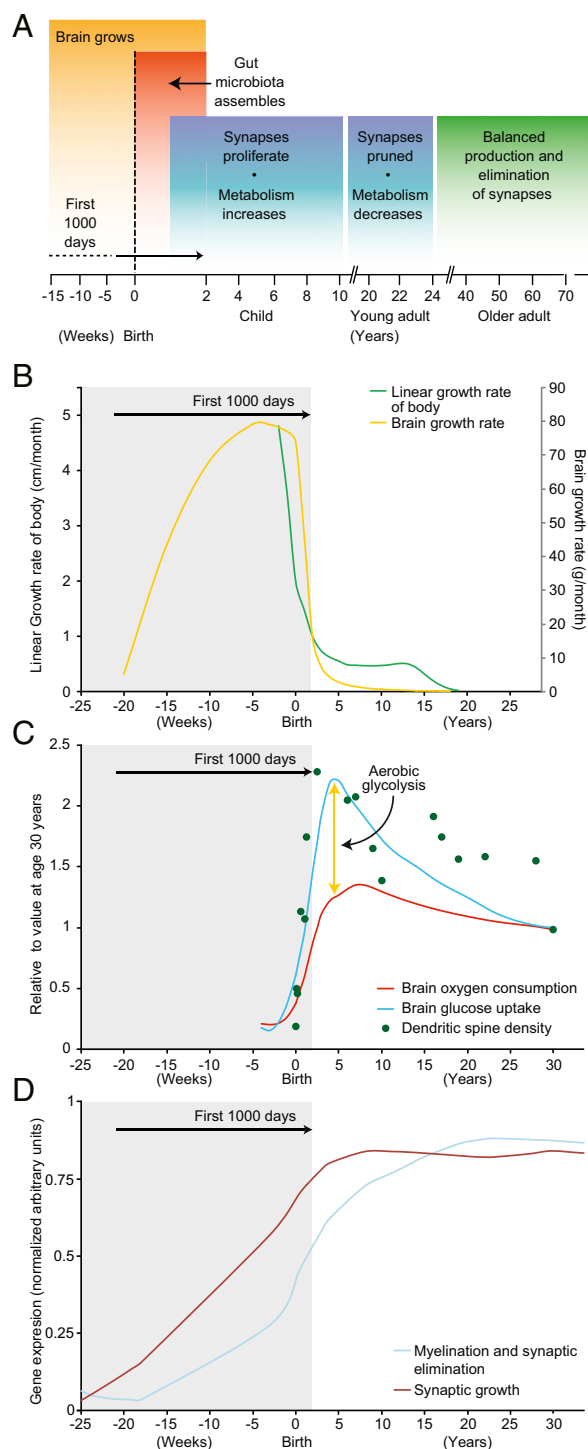 A
Brain grows
Gut
microbiota
assembles
Synapses
proliferate
•
Metabolism
increases
Synapses
pruned
•
Metabolism
decreases
Balanced
production and
elimination
of synapses
First
1000
days
-15 -10 -5 0 2 4 6 8 10 20 22 24 40 50 60 70
Child Young adult Older adult
(Weeks) Birth (Years)
B
First 1000 days
Linear growth rate
of body
Brain growth rate
Linear Growth rate of body (cm/month)
5
4
3
2
1
0
Brain growth rate
(g/month)
90
80
70
60
50
40
30
20
10
0
-25 -20 -15 -10 -5 0 5 10 15 20 25
(Weeks) Birth (Years)
C
First 1000 days
Aerobic
glycolysis
Relative to value at age 30 years
2.5
2
1.5
1
0.5
0
Brain oxygen consumption
Brain glucose uptake
Dendritic spine density
-25 -20 -15 -10 -5 0 5 10 15 20 25 30
(Weeks) Birth (Years)
D
First 1000 days
Gene expresion (normalized arbitrary units)
1
0.75
0.5
0.25
0
Myelination and synaptic
elimination
Synaptic growth
-25 -20 -15 -10 -5 0 5 10 15 20 25 30
(Weeks) Birth (Years)